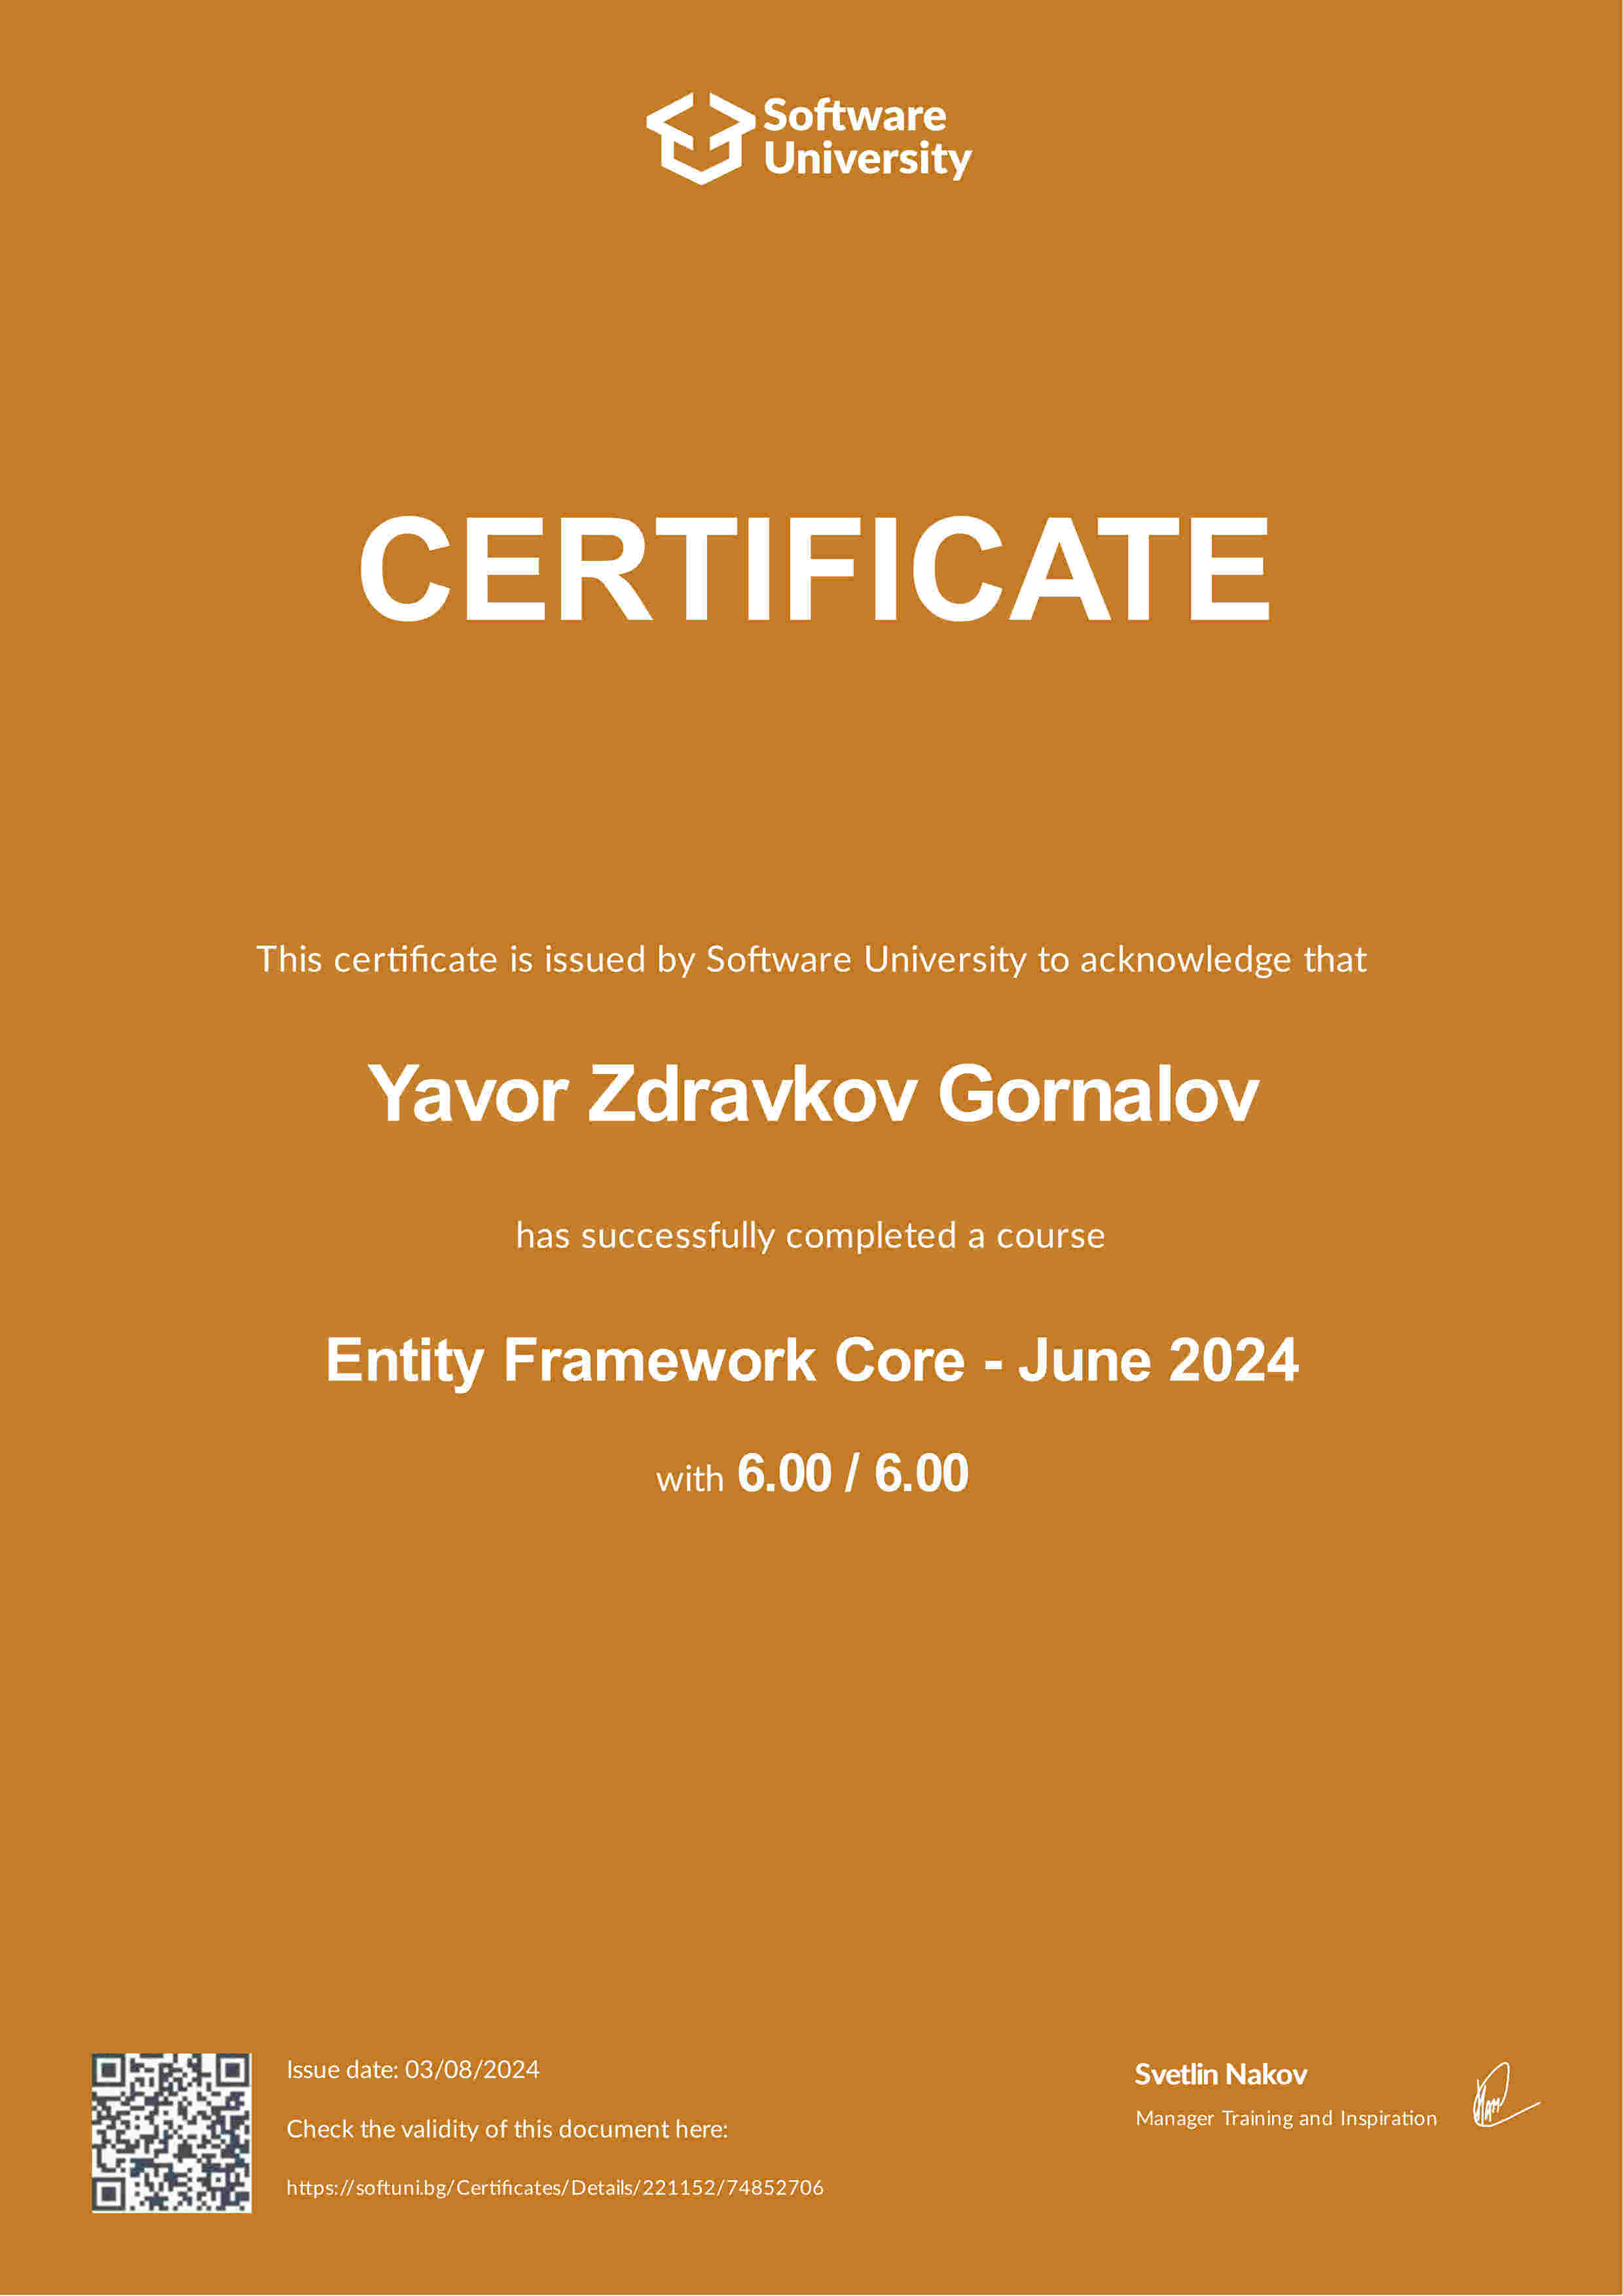 Software
University
CERTIFICATE
This certificate is issued by Software University to acknowledge that
Yavor Zdravkov Gornalov
has successfully completed a course
Entity Framework Core - June 2024
with 6.00 / 6.00
Issue date: 03/08/2024
Check the validity of this document here:
https://softuni.bg/Certificates/Details/221152/74852706
Svetlin Nakov
Manager Training and Inspiration